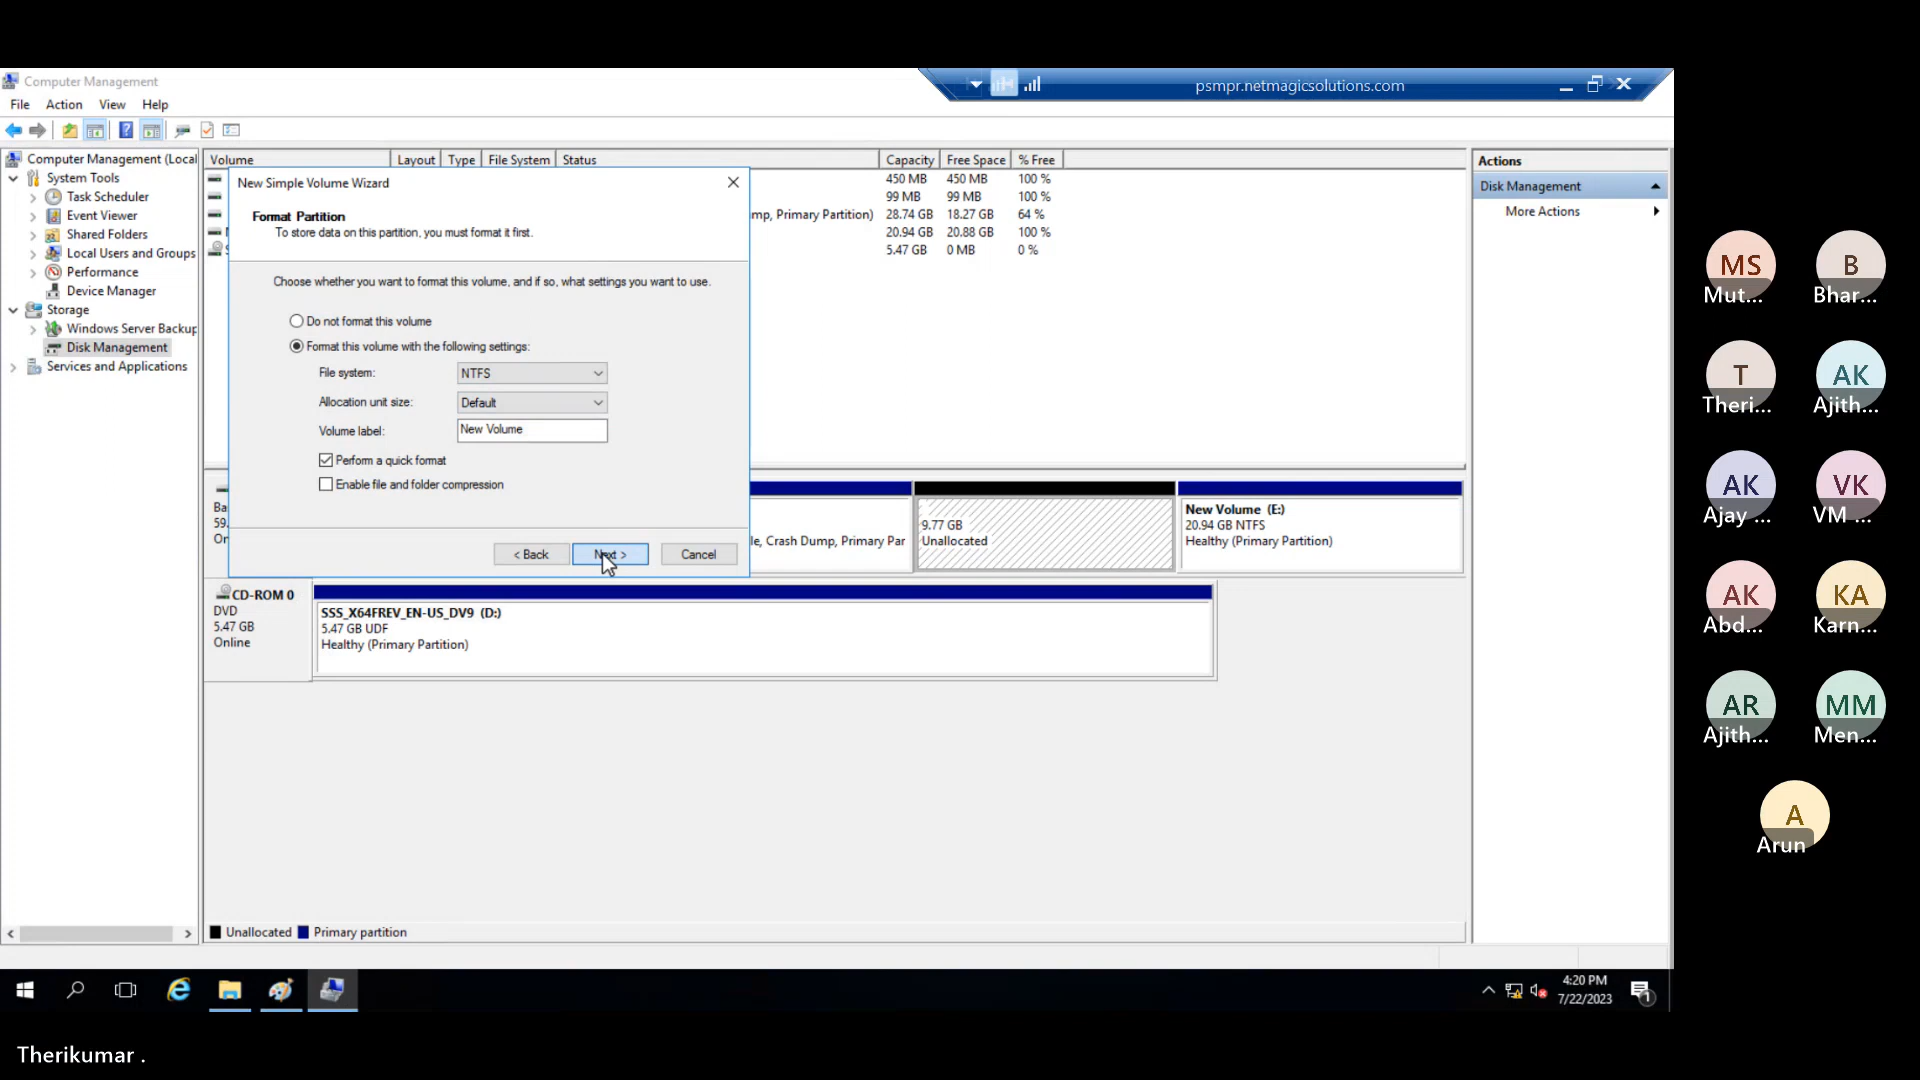 Computer Management
psmpr.netmagicsolutions.com
File Action View Help
Computer Management (Local
System Tools
Task Scheduler
Event Viewer
Shared Folders
Local Users and Groups
Performance
Device Manager
Storage
Windows Server Backup
Disk Management
Services and Applications
Volume Layout Type File System Status Capacity Free Space % Free
450 MB 450 MB 100 %
99 MB 99 MB 100 %
mp, Primary Partition) 28.74 GB 18.27 GB 64 %
20.94 GB 20.88 GB 100 %
5.47 GB 0 MB 0 %
New Simple Volume Wizard
Format Partition
To store data on this partition, you must format it first.
Choose whether you want to format this volume, and if so, what settings you want to use.
Do not format this volume
Format this volume with the following settings:
File system: NTFS
Allocation unit size: Default
Volume label: New Volume
Perform a quick format
Enable file and folder compression
< Back Next > Cancel
Ba
59.
On
le, Crash Dump, Primary Par
9.77 GB
Unallocated
New Volume (E:)
20.94 GB NTFS
Healthy (Primary Partition)
CD-ROM 0
DVD
5.47 GB
Online
SSS_X64FREV_EN-US_DV9 (D:)
5.47 GB UDF
Healthy (Primary Partition)
Unallocated Primary partition
Actions
Disk Management
More Actions
4:20 PM
7/22/2023
1
MS
Mut...
B
Bhar...
T
Theri...
AK
Ajith...
AK
Ajay ...
VK
VM ...
AK
Abd...
KA
Karn...
AR
Ajith...
MM
Men...
A
Arun
Therikumar .